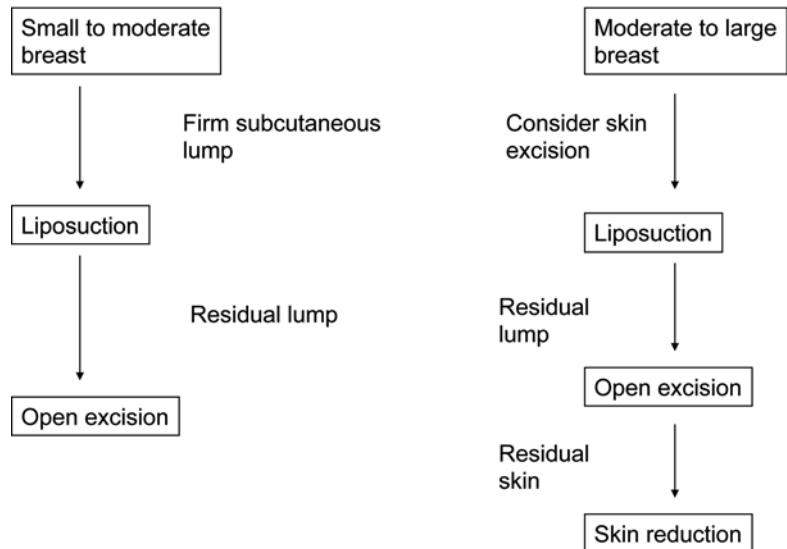 Small to moderate
breast
Firm subcutaneous
lump
Liposuction
Residual lump
Open excision
Moderate to large
breast
Consider skin
excision
Liposuction
Residual
lump
Open excision
Residual
skin
Skin reduction